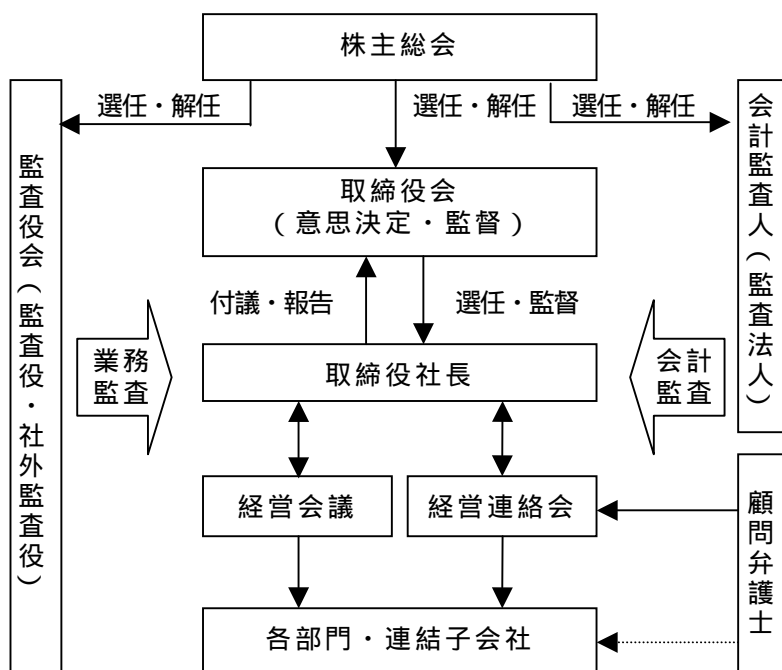 株主総会
選任・解任
選任・解任
選任・解任
監査役会(監査役・社外監査役)
会計監査人(監査法人)
取締役会
(意思決定・監督)
付議・報告
選任・監督
業務
監査
取締役社長
会計
監査
経営会議
経営連絡会
顧問弁護士
各部門・連結子会社